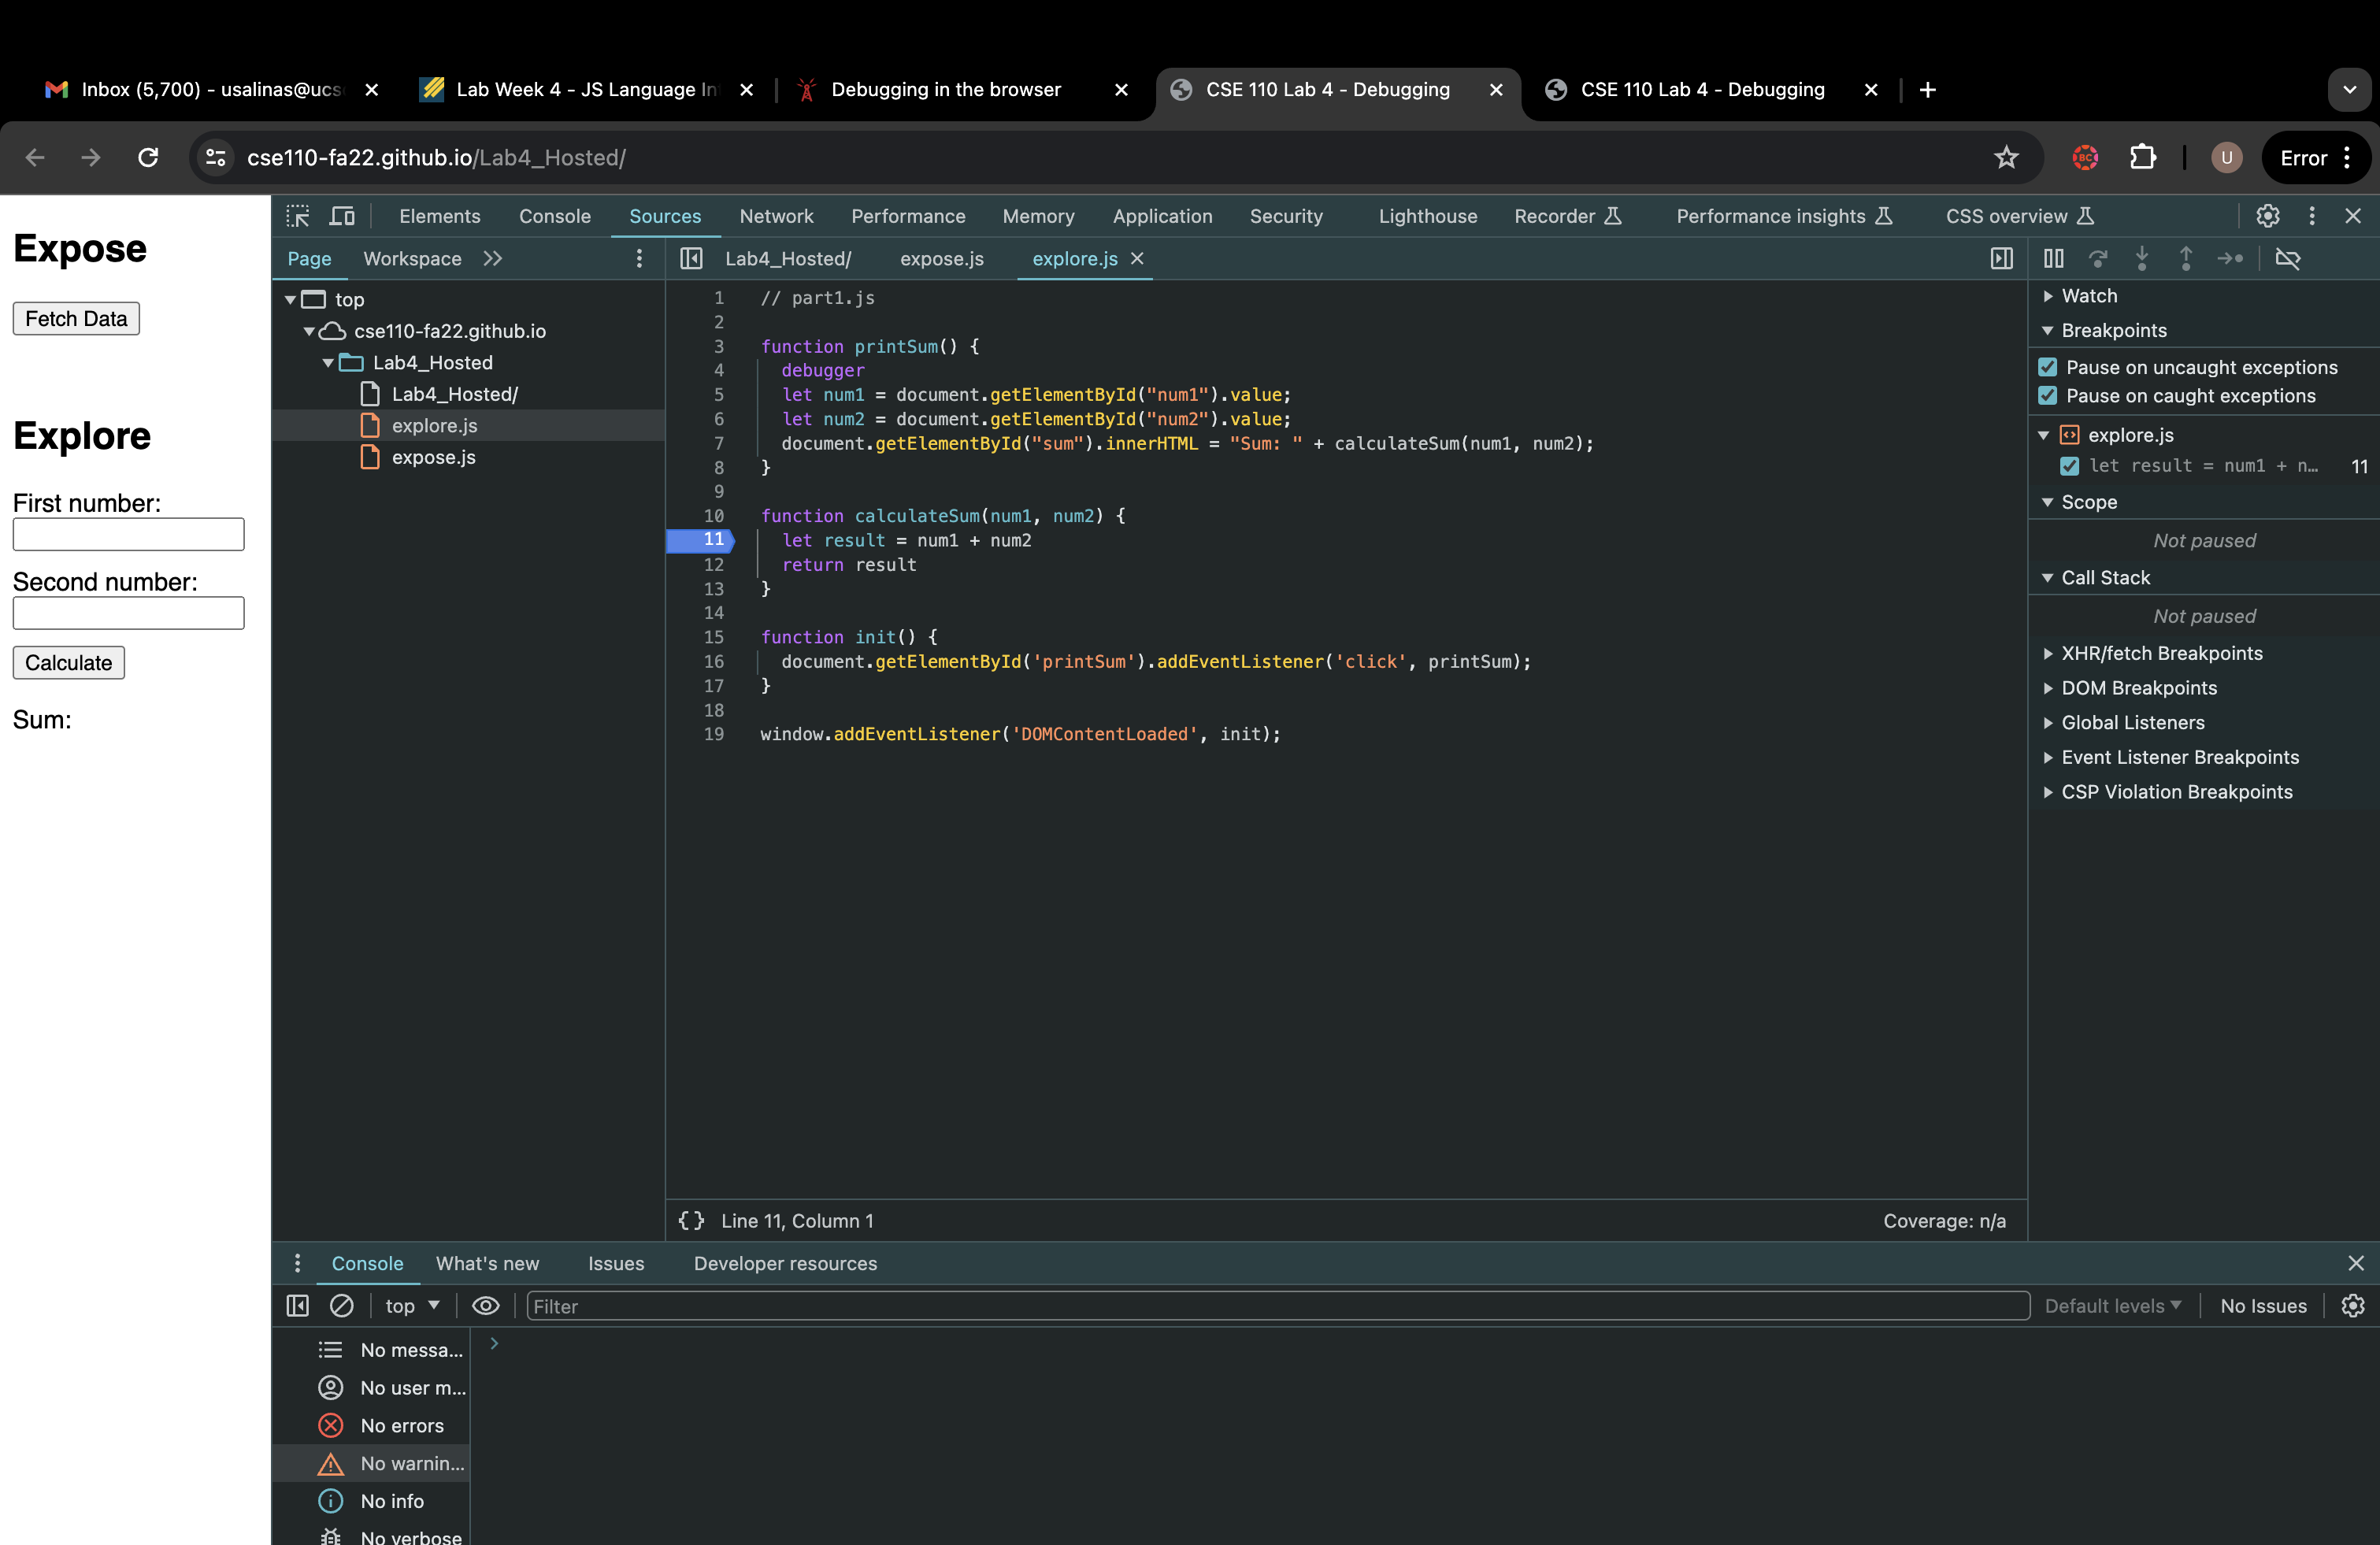 Inbox (5,700) - usalinas@ucs
Lab Week 4 - JS Language In
Debugging in the browser
CSE 110 Lab 4 - Debugging
CSE 110 Lab 4 - Debugging
cse110-fa22.github.io/Lab4_Hosted/
BC
U
Error
Expose
Fetch Data
Explore
First number:
Second number:
Calculate
Sum:
Elements
Console
Sources
Network
Performance
Memory
Application
Security
Lighthouse
Recorder
Performance insights
CSS overview
Page
Workspace
top
cse110-fa22.github.io
Lab4_Hosted
Lab4_Hosted/
explore.js
expose.js
Lab4_Hosted/
expose.js
explore.js
1 // part1.js
2
3 function printSum() {
4 debugger
5 let num1 = document.getElementById("num1").value;
6 let num2 = document.getElementById("num2").value;
7 document.getElementById("sum").innerHTML = "Sum: " + calculateSum(num1, num2);
8 }
9
10 function calculateSum(num1, num2) {
11 let result = num1 + num2
12 return result
13 }
14
15 function init() {
16 document.getElementById('printSum').addEventListener('click', printSum);
17 }
18
19 window.addEventListener('DOMContentLoaded', init);
{ } Line 11, Column 1
Coverage: n/a
Watch
Breakpoints
Pause on uncaught exceptions
Pause on caught exceptions
explore.js
let result = num1 + n… 11
Scope
Not paused
Call Stack
Not paused
XHR/fetch Breakpoints
DOM Breakpoints
Global Listeners
Event Listener Breakpoints
CSP Violation Breakpoints
Console
What's new
Issues
Developer resources
top
Filter
Default levels
No Issues
No messa…
No user m…
No errors
No warnin…
No info
No verbose